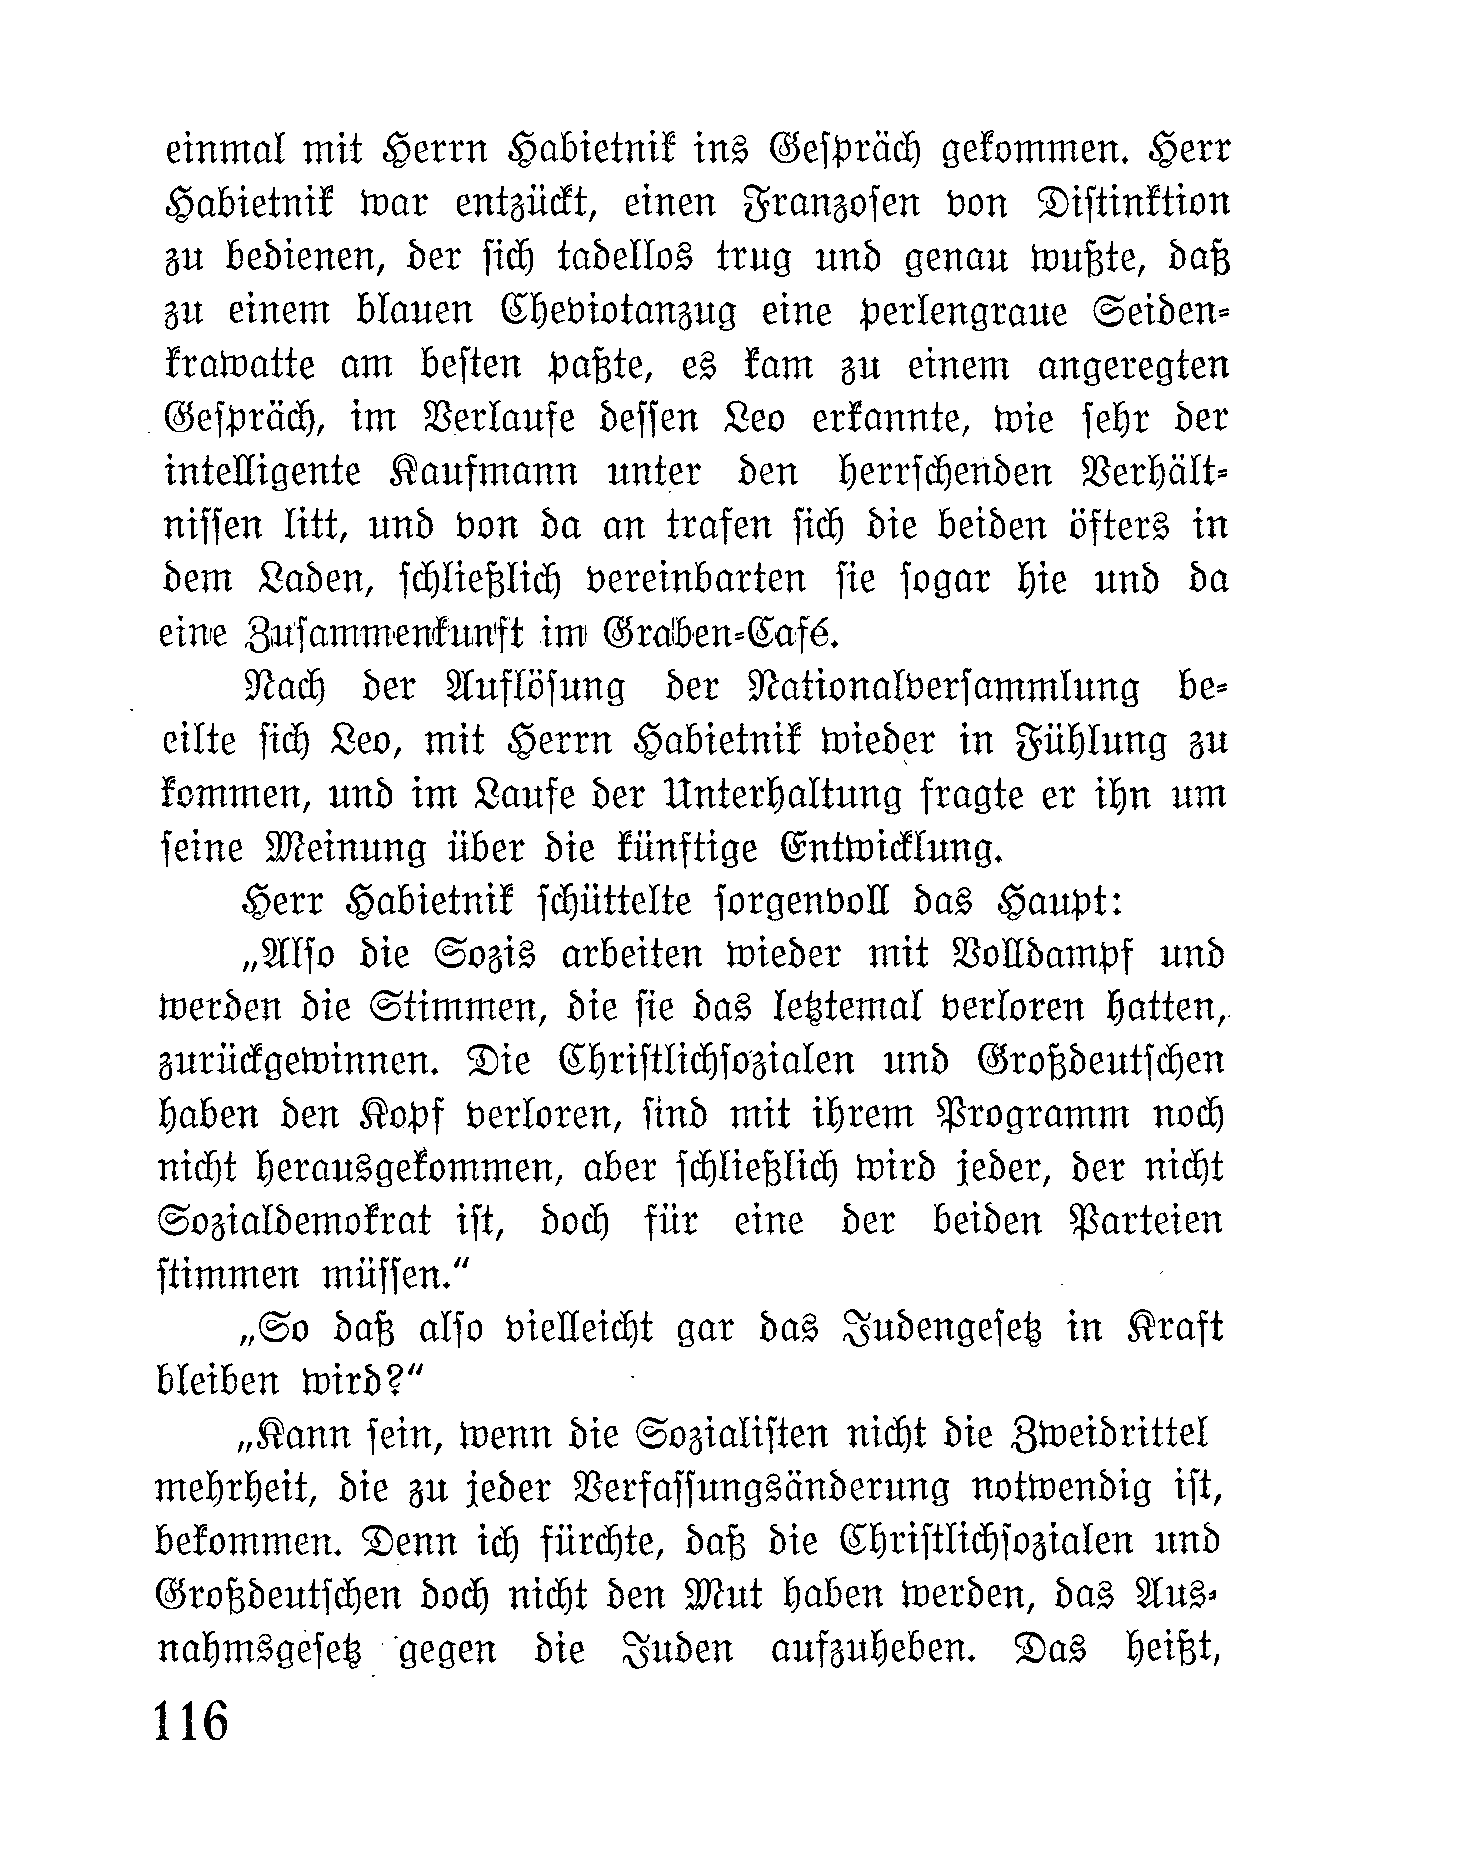 einmal mit Herrn Habietnik ins Gespräch gekommen. Herr
Habietnik war entzückt, einen Franzosen von Distinktion
zu bedienen, der sich tadellos trug und genau wußte, daß
zu einem blauen Cheviotanzug eine perlengraue Seiden-
krawatte am besten paßte, es kam zu einem angeregten
Gespräch, im Verlaufe dessen Leo erkannte, wie sehr der
intelligente Kaufmann unter den herrschenden Verhält-
nissen litt, und von da an trafen sich die beiden öfters in
dem Laden, schließlich vereinbarten sie sogar hie und da
eine Zusammenkunft im Graben-Café.
Nach der Auflösung der Nationalversammlung be-
eilte sich Leo, mit Herrn Habietnik wieder in Fühlung zu
kommen, und im Laufe der Unterhaltung fragte er ihn um
seine Meinung über die künftige Entwicklung.
Herr Habietnik schüttelte sorgenvoll das Haupt:
„Also die Sozis arbeiten wieder mit Volldampf und
werden die Stimmen, die sie das letztemal verloren hatten,
zurückgewinnen. Die Christlichsozialen und Großdeutschen
haben den Kopf verloren, sind mit ihrem Programm noch
nicht herausgekommen, aber schließlich wird jeder, der nicht
Sozialdemokrat ist, doch für eine der beiden Parteien
stimmen müssen.“
„So daß also vielleicht gar das Judengesetz in Kraft
bleiben wird?“
„Kann sein, wenn die Sozialisten nicht die Zweidrittel
mehrheit, die zu jeder Verfassungsänderung notwendig ist,
bekommen. Denn ich fürchte, daß die Christlichsozialen und
Großdeutschen doch nicht den Mut haben werden, das Aus-
nahmsgesetz gegen die Juden aufzuheben. Das heißt,
116